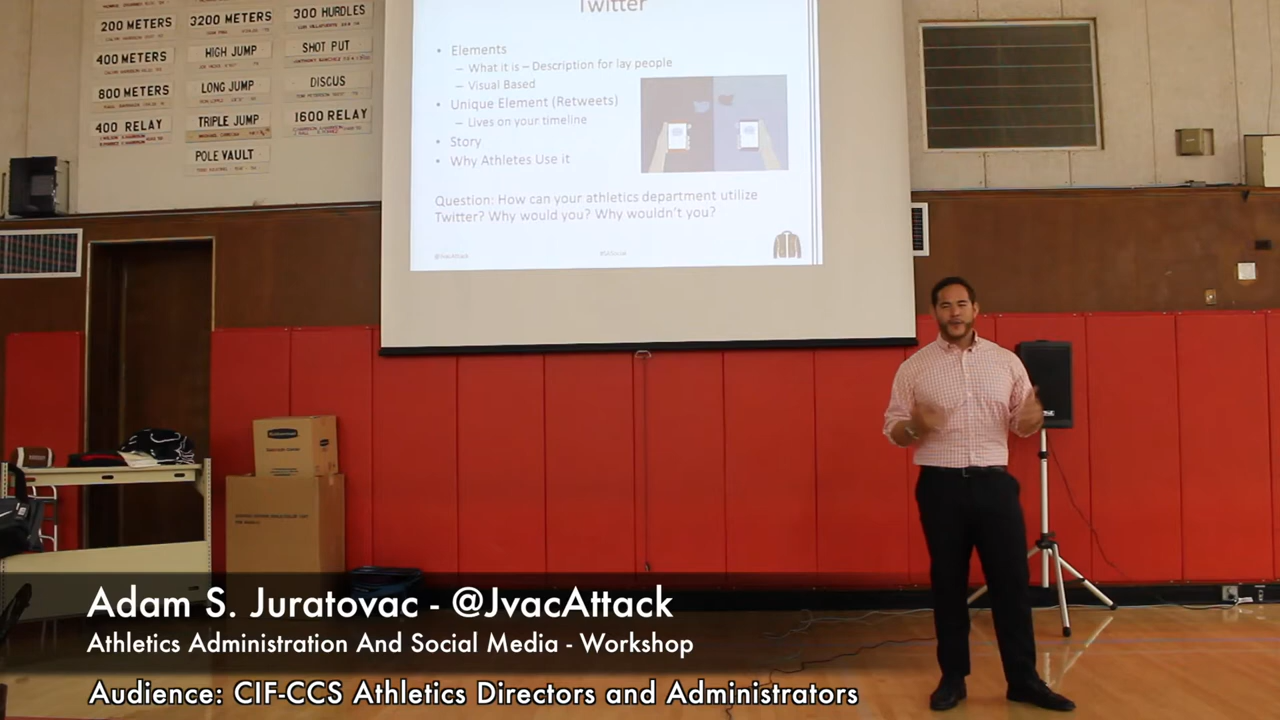 200 METERS
3200 METERS
300 HURDLES
400 METERS
HIGH JUMP
SHOT PUT
800 METERS
LONG JUMP
DISCUS
400 RELAY
TRIPLE JUMP
1600 RELAY
POLE VAULT
Twitter
• Elements
– What it is – Description for lay people
– Visual Based
• Unique Element (Retweets)
– Lives on your timeline
• Story
• Why Athletes Use it
Question: How can your athletics department utilize
Twitter? Why would you? Why wouldn't you?
@JvacAttack
Adam S. Juratovac - @JvacAttack
Athletics Administration And Social Media - Workshop
Audience: CIF-CCS Athletics Directors and Administrators